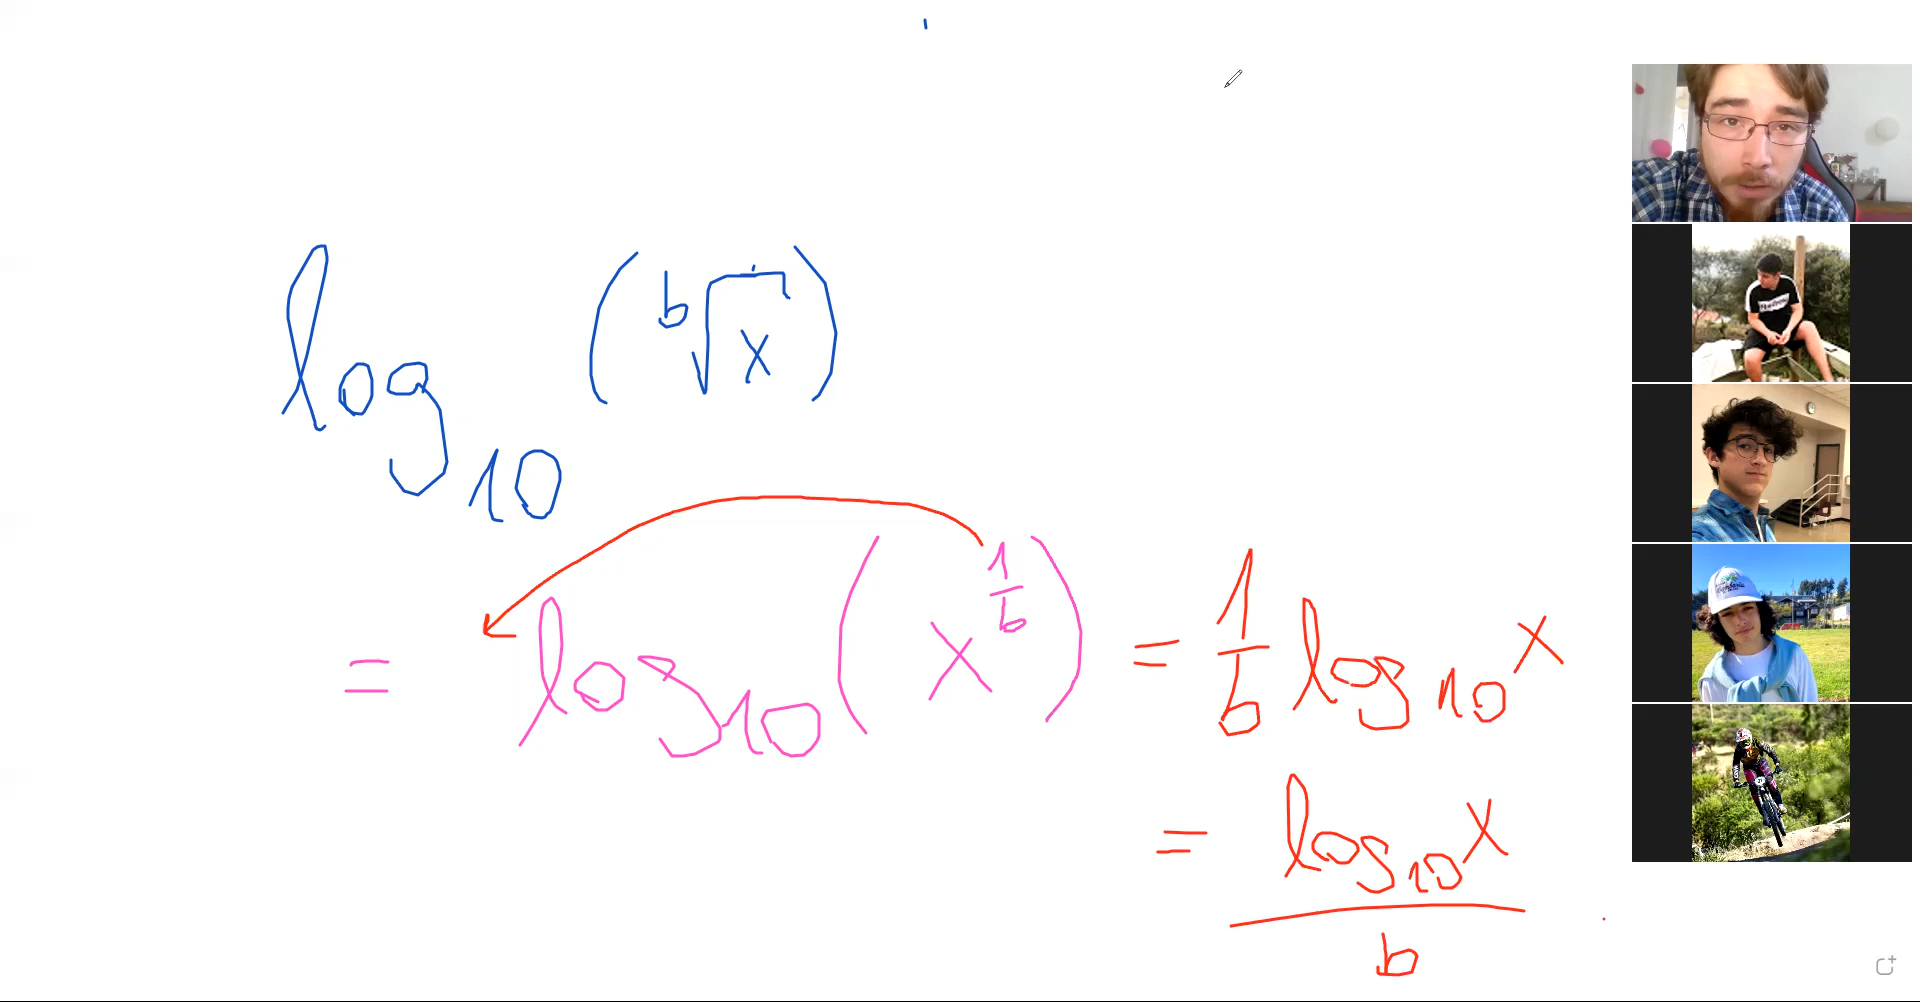 log₁₀ (ᵇ√x)
= log₁₀ (x^(1/b)) = 1/b log₁₀ x
= log₁₀ x / b